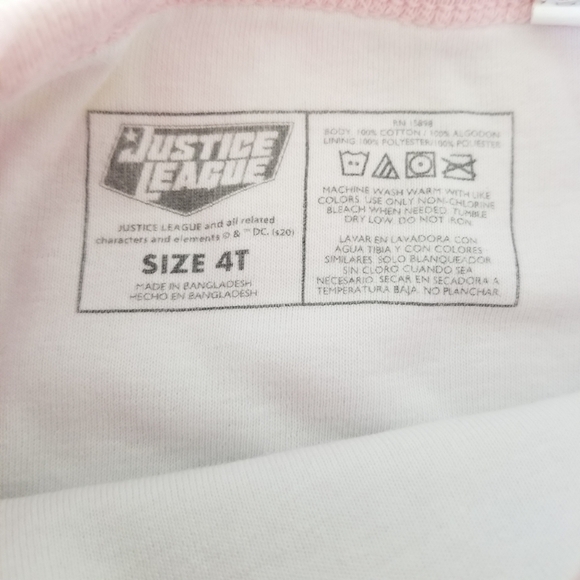 JUSTICE
LEAGUE
JUSTICE LEAGUE and all related
characters and elements © & ™ DC. (s20)
SIZE 4T
MADE IN BANGLADESH
HECHO EN BANGLADESH
RN 15898
BODY: 100% COTTON / 100% ALGODON
LINING: 100% POLYESTER/100% POLIESTER
MACHINE WASH WARM WITH LIKE
COLORS. USE ONLY NON-CHLORINE
BLEACH WHEN NEEDED. TUMBLE
DRY LOW. DO NOT IRON.
LAVAR EN LAVADORA CON
AGUA TIBIA Y CON COLORES
SIMILARES. SOLO BLANQUEADOR
SIN CLORO CUANDO SEA
NECESARIO. SECAR EN SECADORA A
TEMPERATURA BAJA. NO PLANCHAR.